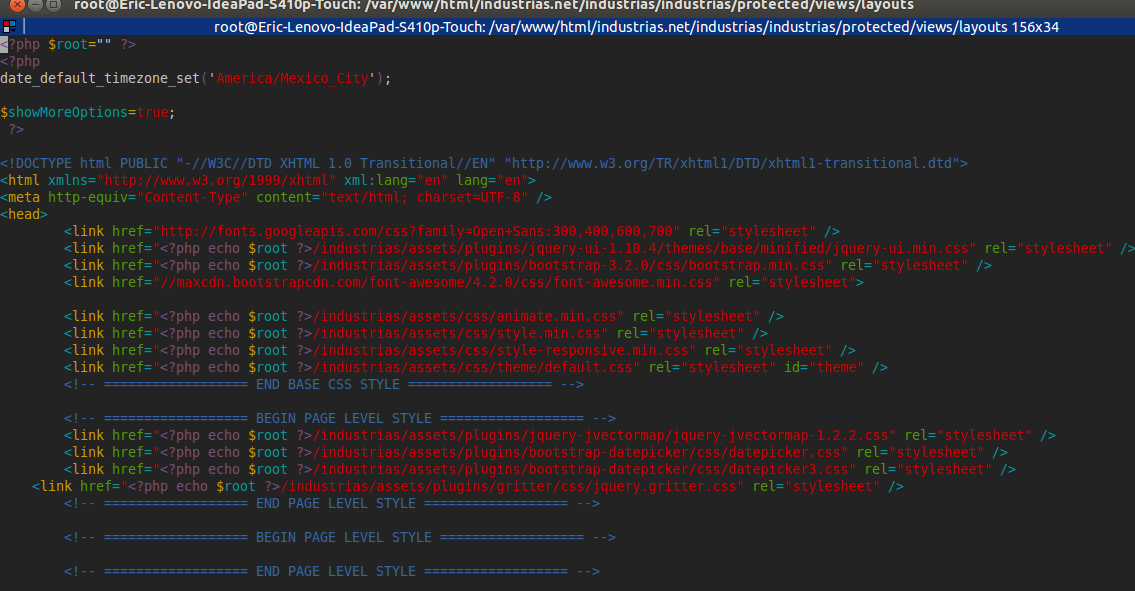 root@Eric-Lenovo-IdeaPad-S410p-Touch: /var/www/html/industrias.net/industrias/industrias/protected/views/layouts
root@Eric-Lenovo-IdeaPad-S410p-Touch: /var/www/html/industrias.net/industrias/industrias/protected/views/layouts 156x34
<?php $root="" ?>
<?php
date_default_timezone_set('America/Mexico_City');
$showMoreOptions=true;
?>
<!DOCTYPE html PUBLIC "-//W3C//DTD XHTML 1.0 Transitional//EN" "http://www.w3.org/TR/xhtml1/DTD/xhtml1-transitional.dtd">
<html xmlns="http://www.w3.org/1999/xhtml" xml:lang="en" lang="en">
<meta http-equiv="Content-Type" content="text/html; charset=UTF-8" />
<head>
<link href="http://fonts.googleapis.com/css?family=Open+Sans:300,400,600,700" rel="stylesheet" />
<link href="<?php echo $root ?>/industrias/assets/plugins/jquery-ui-1.10.4/themes/base/minified/jquery-ui.min.css" rel="stylesheet" />
<link href="<?php echo $root ?>/industrias/assets/plugins/bootstrap-3.2.0/css/bootstrap.min.css" rel="stylesheet" />
<link href="//maxcdn.bootstrapcdn.com/font-awesome/4.2.0/css/font-awesome.min.css" rel="stylesheet">
<link href="<?php echo $root ?>/industrias/assets/css/animate.min.css" rel="stylesheet" />
<link href="<?php echo $root ?>/industrias/assets/css/style.min.css" rel="stylesheet" />
<link href="<?php echo $root ?>/industrias/assets/css/style-responsive.min.css" rel="stylesheet" />
<link href="<?php echo $root ?>/industrias/assets/css/theme/default.css" rel="stylesheet" id="theme" />
<!-- ================== END BASE CSS STYLE ================== -->
<!-- ================== BEGIN PAGE LEVEL STYLE ================== -->
<link href="<?php echo $root ?>/industrias/assets/plugins/jquery-jvectormap/jquery-jvectormap-1.2.2.css" rel="stylesheet" />
<link href="<?php echo $root ?>/industrias/assets/plugins/bootstrap-datepicker/css/datepicker.css" rel="stylesheet" />
<link href="<?php echo $root ?>/industrias/assets/plugins/bootstrap-datepicker/css/datepicker3.css" rel="stylesheet" />
<link href="<?php echo $root ?>/industrias/assets/plugins/gritter/css/jquery.gritter.css" rel="stylesheet" />
<!-- ================== END PAGE LEVEL STYLE ================== -->
<!-- ================== BEGIN PAGE LEVEL STYLE ================== -->
<!-- ================== END PAGE LEVEL STYLE ================== -->